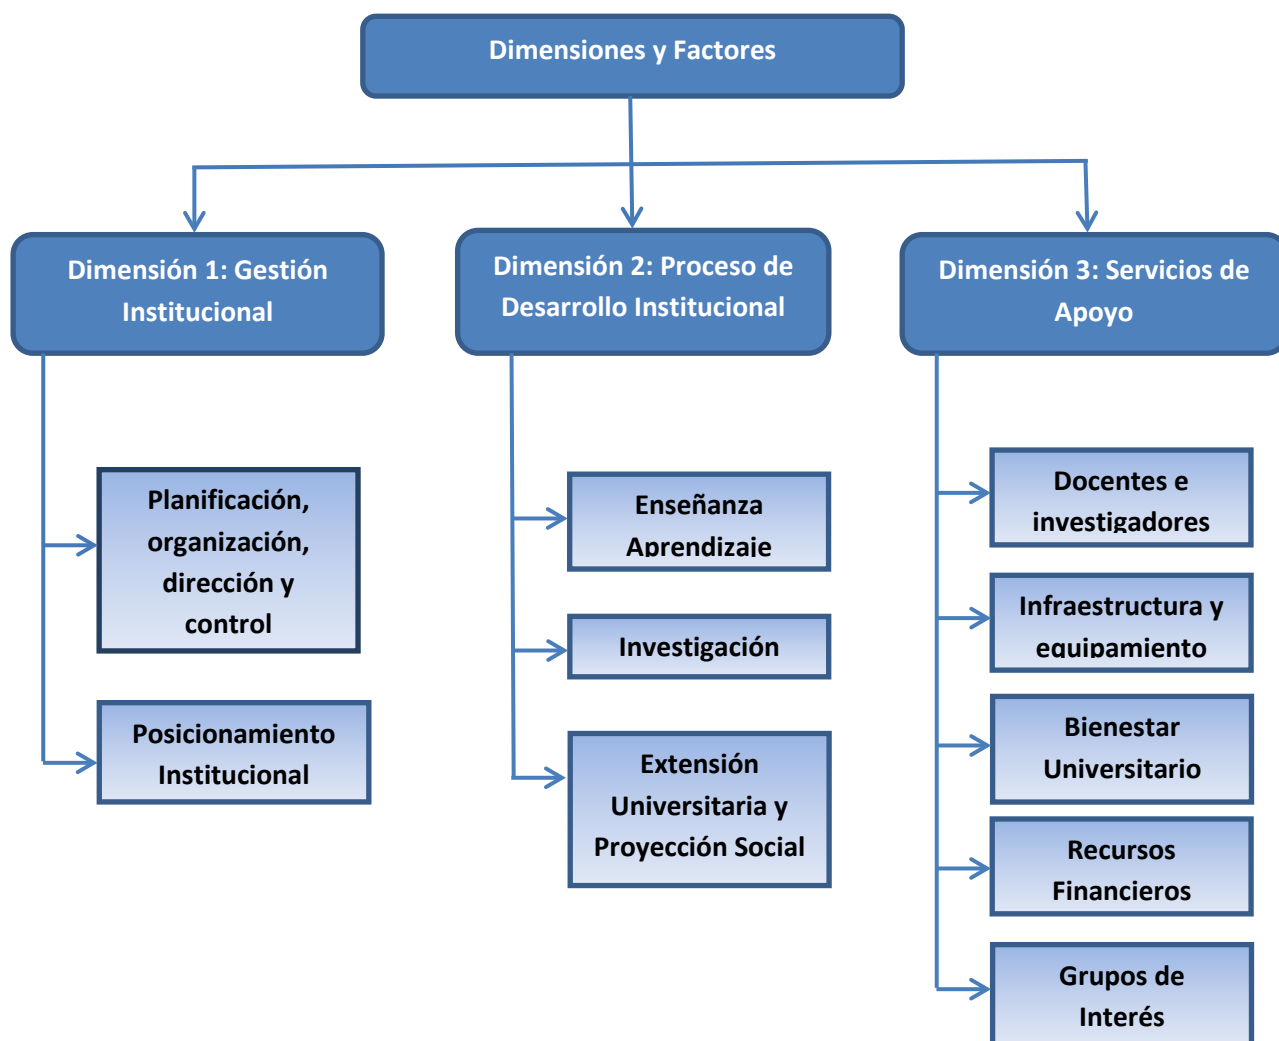 Dimensiones y Factores
Dimensión 1: Gestión
Institucional
Dimensión 2: Proceso de
Desarrollo Institucional
Dimensión 3: Servicios de
Apoyo
Planificación,
organización,
dirección y
control
Posicionamiento
Institucional
Enseñanza
Aprendizaje
Investigación
Extensión
Universitaria y
Proyección Social
Docentes e
investigadores
Infraestructura y
equipamiento
Bienestar
Universitario
Recursos
Financieros
Grupos de
Interés